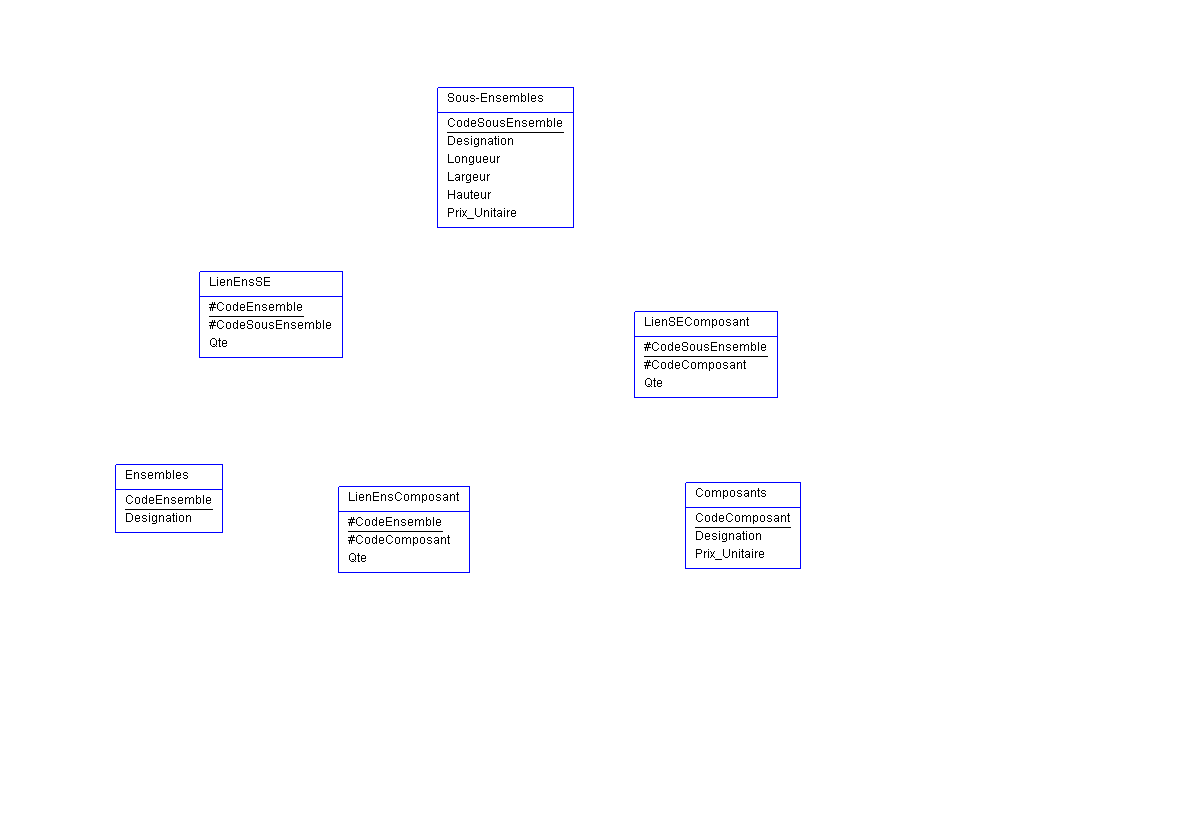 Sous-Ensembles
CodeSousEnsemble
Designation
Longueur
Largeur
Hauteur
Prix_Unitaire
LienEnsSE
#CodeEnsemble
#CodeSousEnsemble
Qte
LienSEComposant
#CodeSousEnsemble
#CodeComposant
Qte
Ensembles
CodeEnsemble
Designation
LienEnsComposant
#CodeEnsemble
#CodeComposant
Qte
Composants
CodeComposant
Designation
Prix_Unitaire